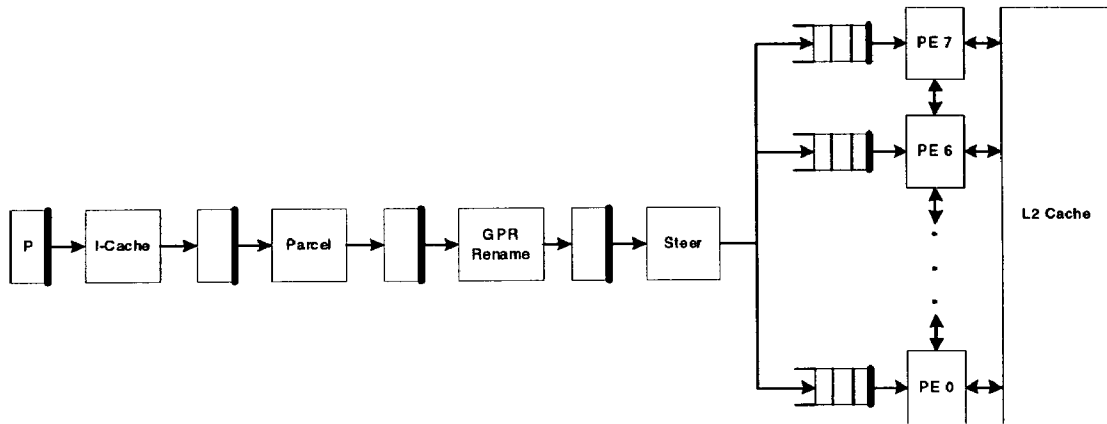 P
I-Cache
Parcel
GPR
Rename
Steer
PE 7
PE 6
PE 0
L2 Cache